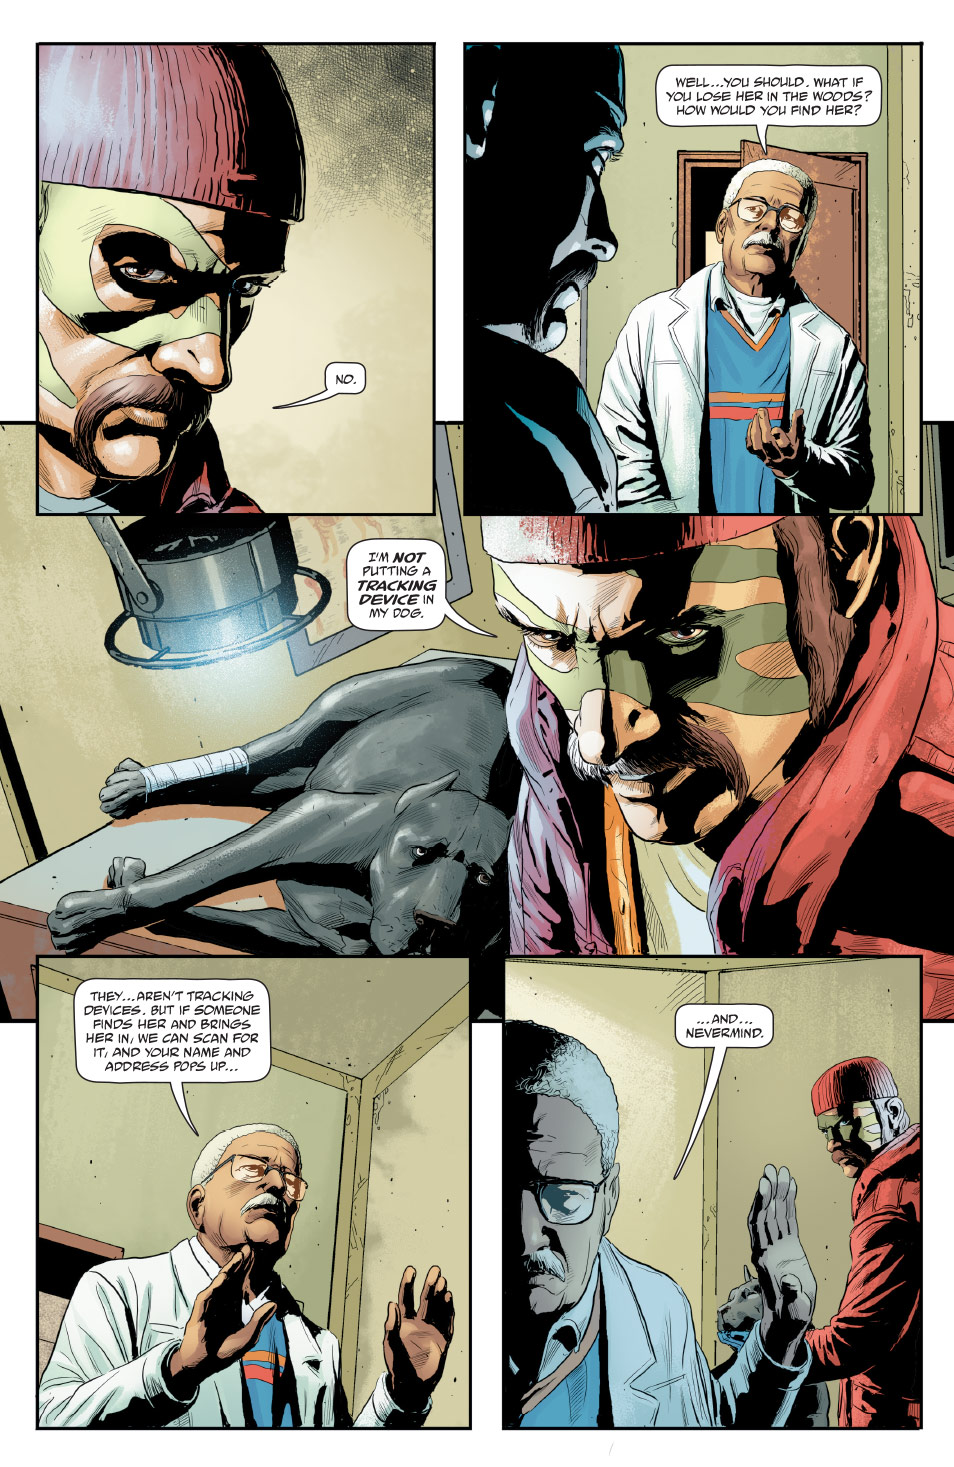 NO.
WELL...YOU SHOULD. WHAT IF
YOU LOSE HER IN THE WOODS?
HOW WOULD YOU FIND HER?
I'M NOT
PUTTING A
TRACKING
DEVICE IN
MY DOG.
THEY...AREN'T TRACKING
DEVICES. BUT IF SOMEONE
FINDS HER AND BRINGS
HER IN, WE CAN SCAN FOR
IT, AND YOUR NAME AND
ADDRESS POPS UP...
...AND...
NEVERMIND.